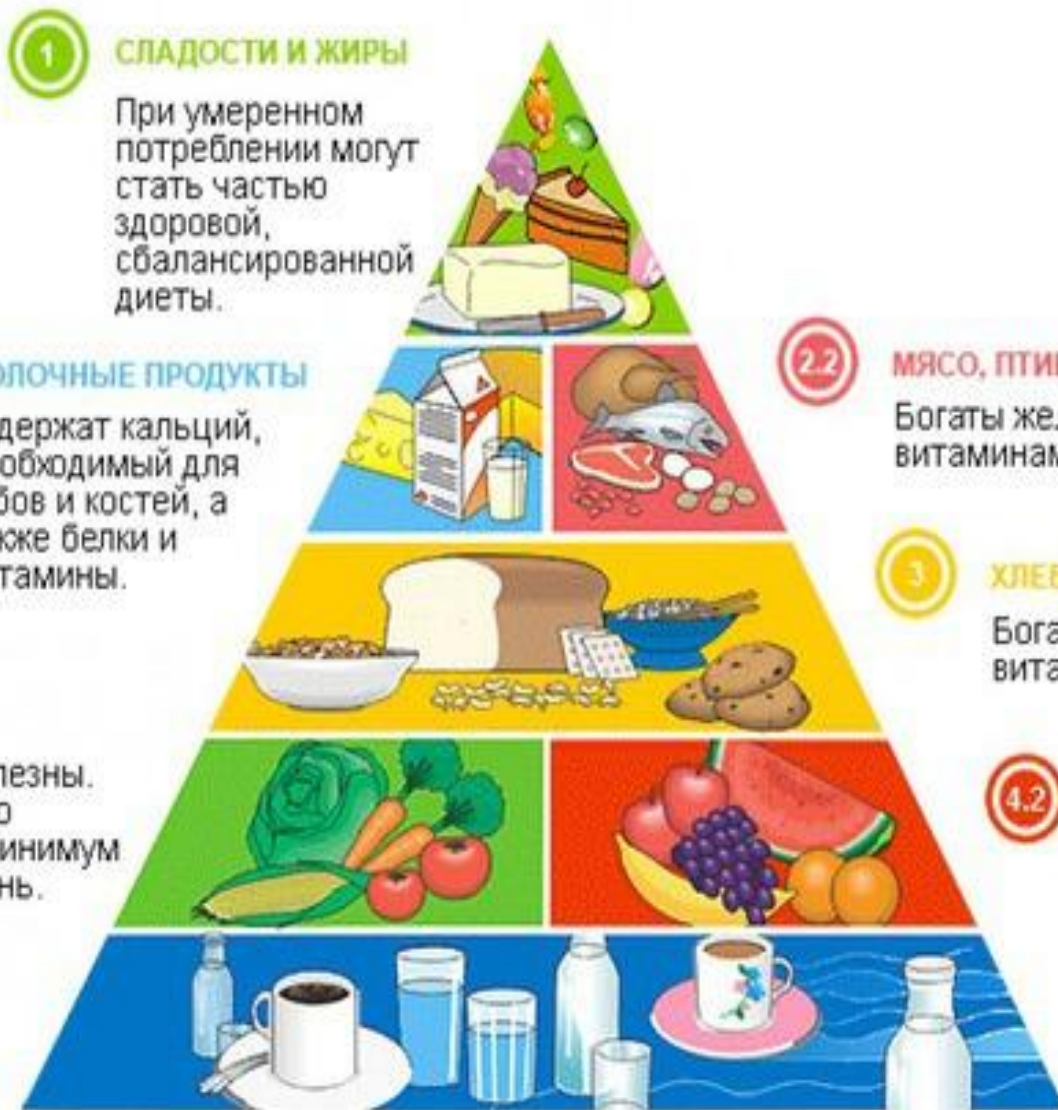 1
СЛАДОСТИ И ЖИРЫ
При умеренном
потреблении могут
стать частью
здоровой,
сбалансированной
диеты.
ОЛОЧНЫЕ ПРОДУКТЫ
держат кальций,
обходимый для
бов и костей, а
кже белки и
тамины.
2.2
МЯСО, ПТИ
Богаты же
витаминам
3
ХЛЕБ
Бога
вита
лезны.
о
инимум
нь.
4.2